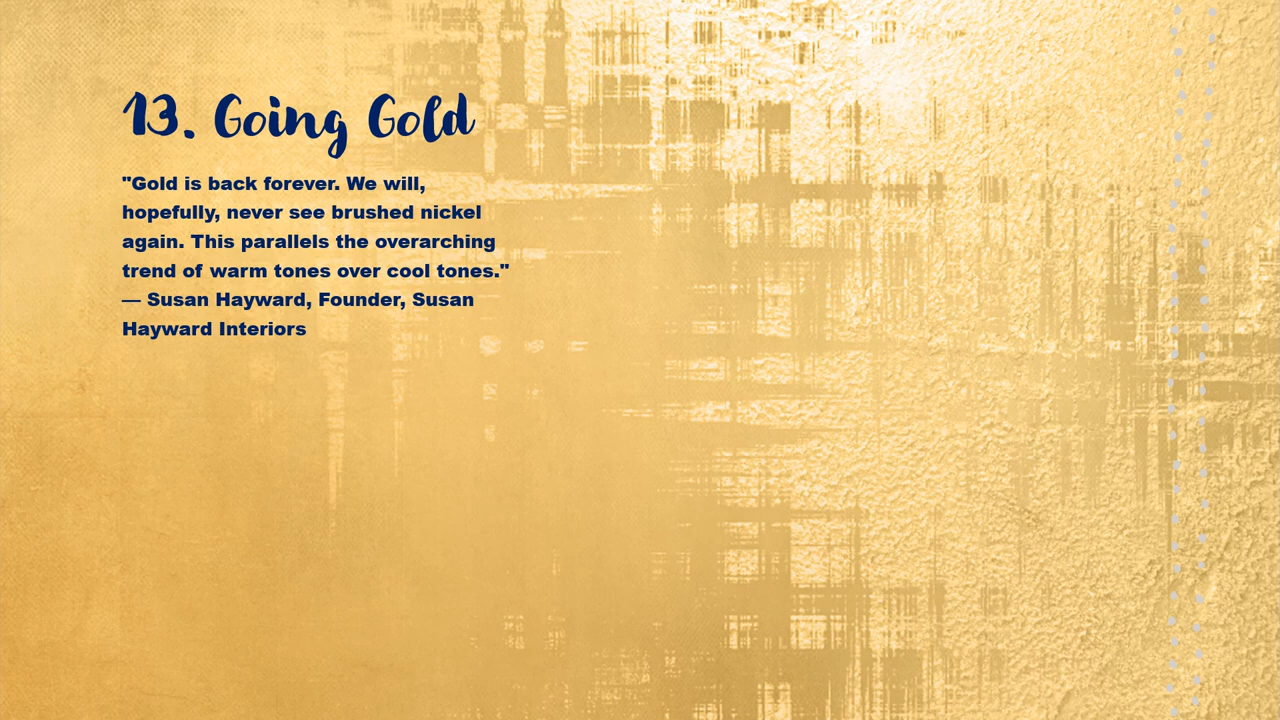 13. Going Gold
"Gold is back forever. We will,
hopefully, never see brushed nickel
again. This parallels the overarching
trend of warm tones over cool tones."
— Susan Hayward, Founder, Susan
Hayward Interiors